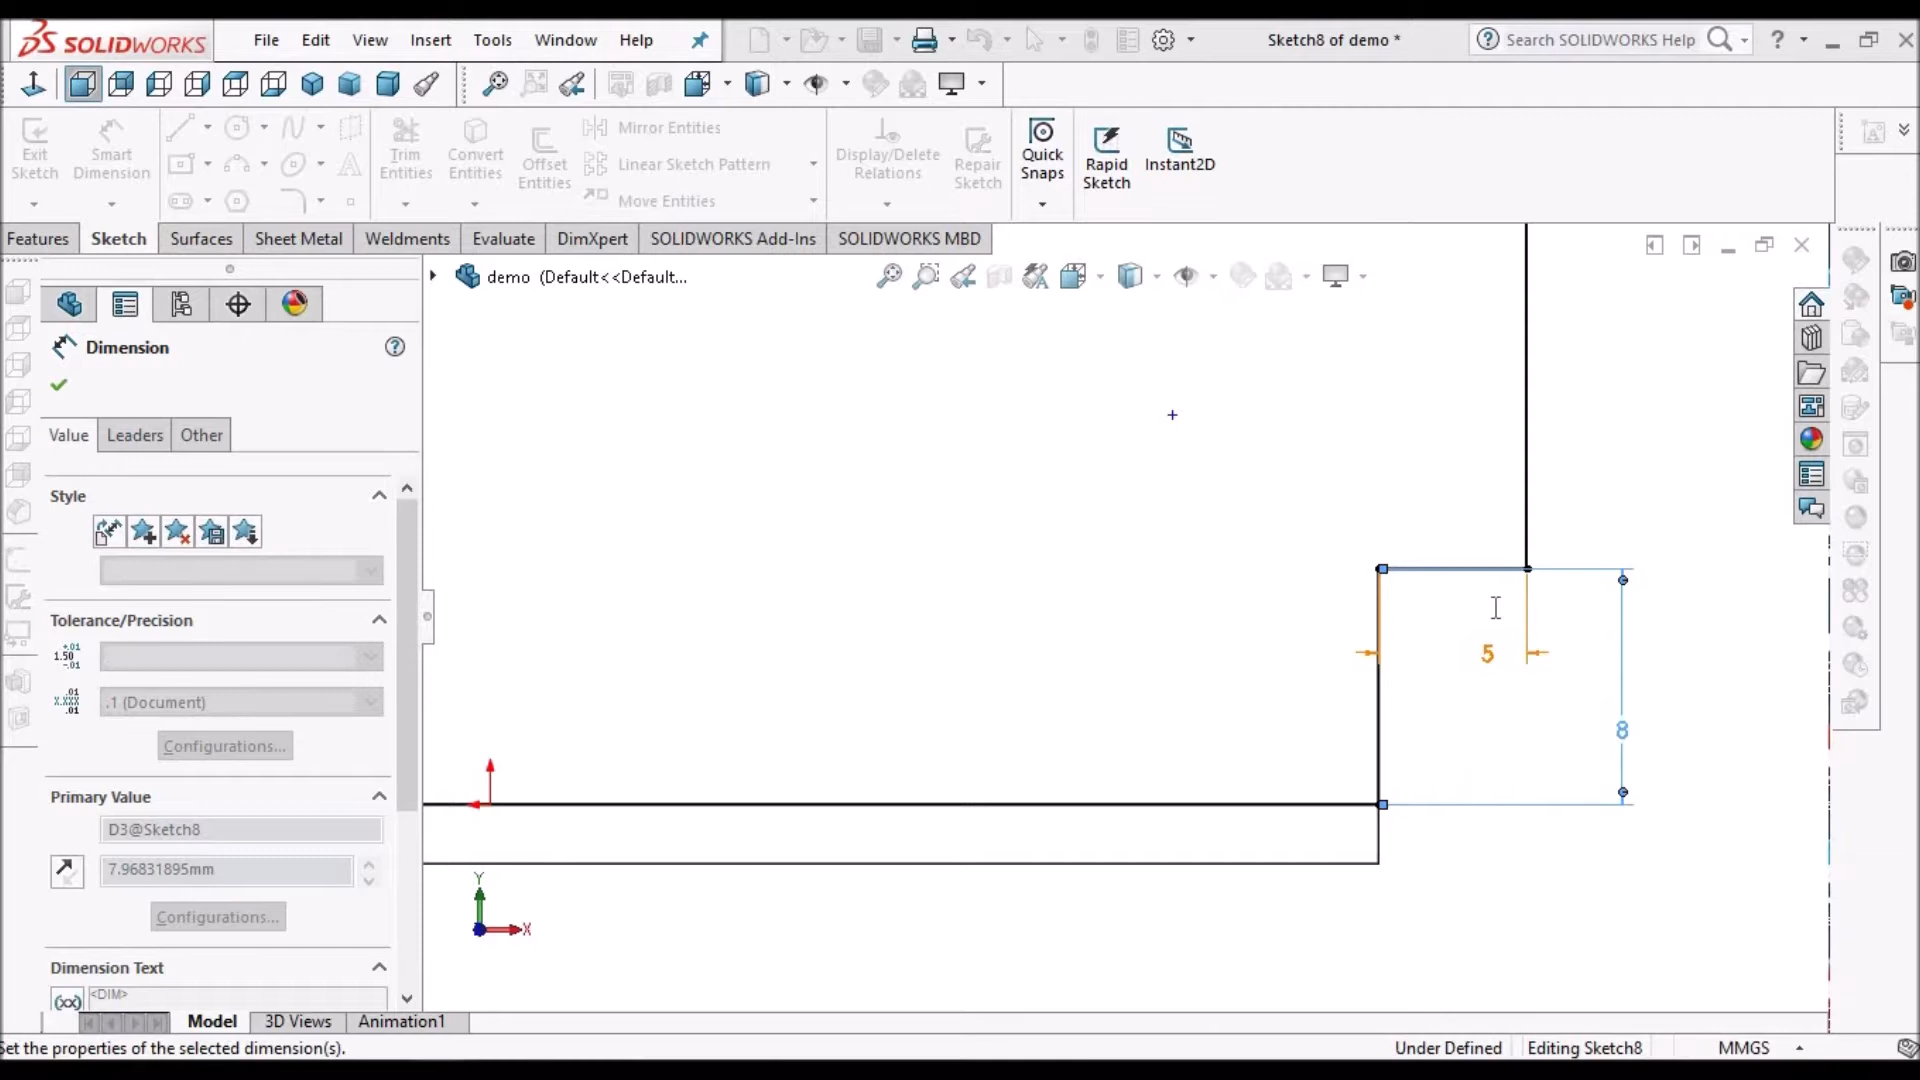 SOLIDWORKS File Edit View Insert Tools Window Help Sketch8 of demo * Search SOLIDWORKS Help ?
Exit Sketch
Smart Dimension
Trim Entities
Convert Entities
Offset Entities
Mirror Entities
Linear Sketch Pattern
Move Entities
Display/Delete Relations
Repair Sketch
Quick Snaps
Rapid Sketch
Instant2D
Features Sketch Surfaces Sheet Metal Weldments Evaluate DimXpert SOLIDWORKS Add-Ins SOLIDWORKS MBD
demo (Default<<Default...
Dimension
Value Leaders Other
Style
Tolerance/Precision
.1 (Document)
Configurations...
Primary Value
D3@Sketch8
7.96831895mm
Configurations...
Dimension Text
<DIM>
5
8
Y
X
Model 3D Views Animation1
Set the properties of the selected dimension(s). Under Defined Editing Sketch8 MMGS